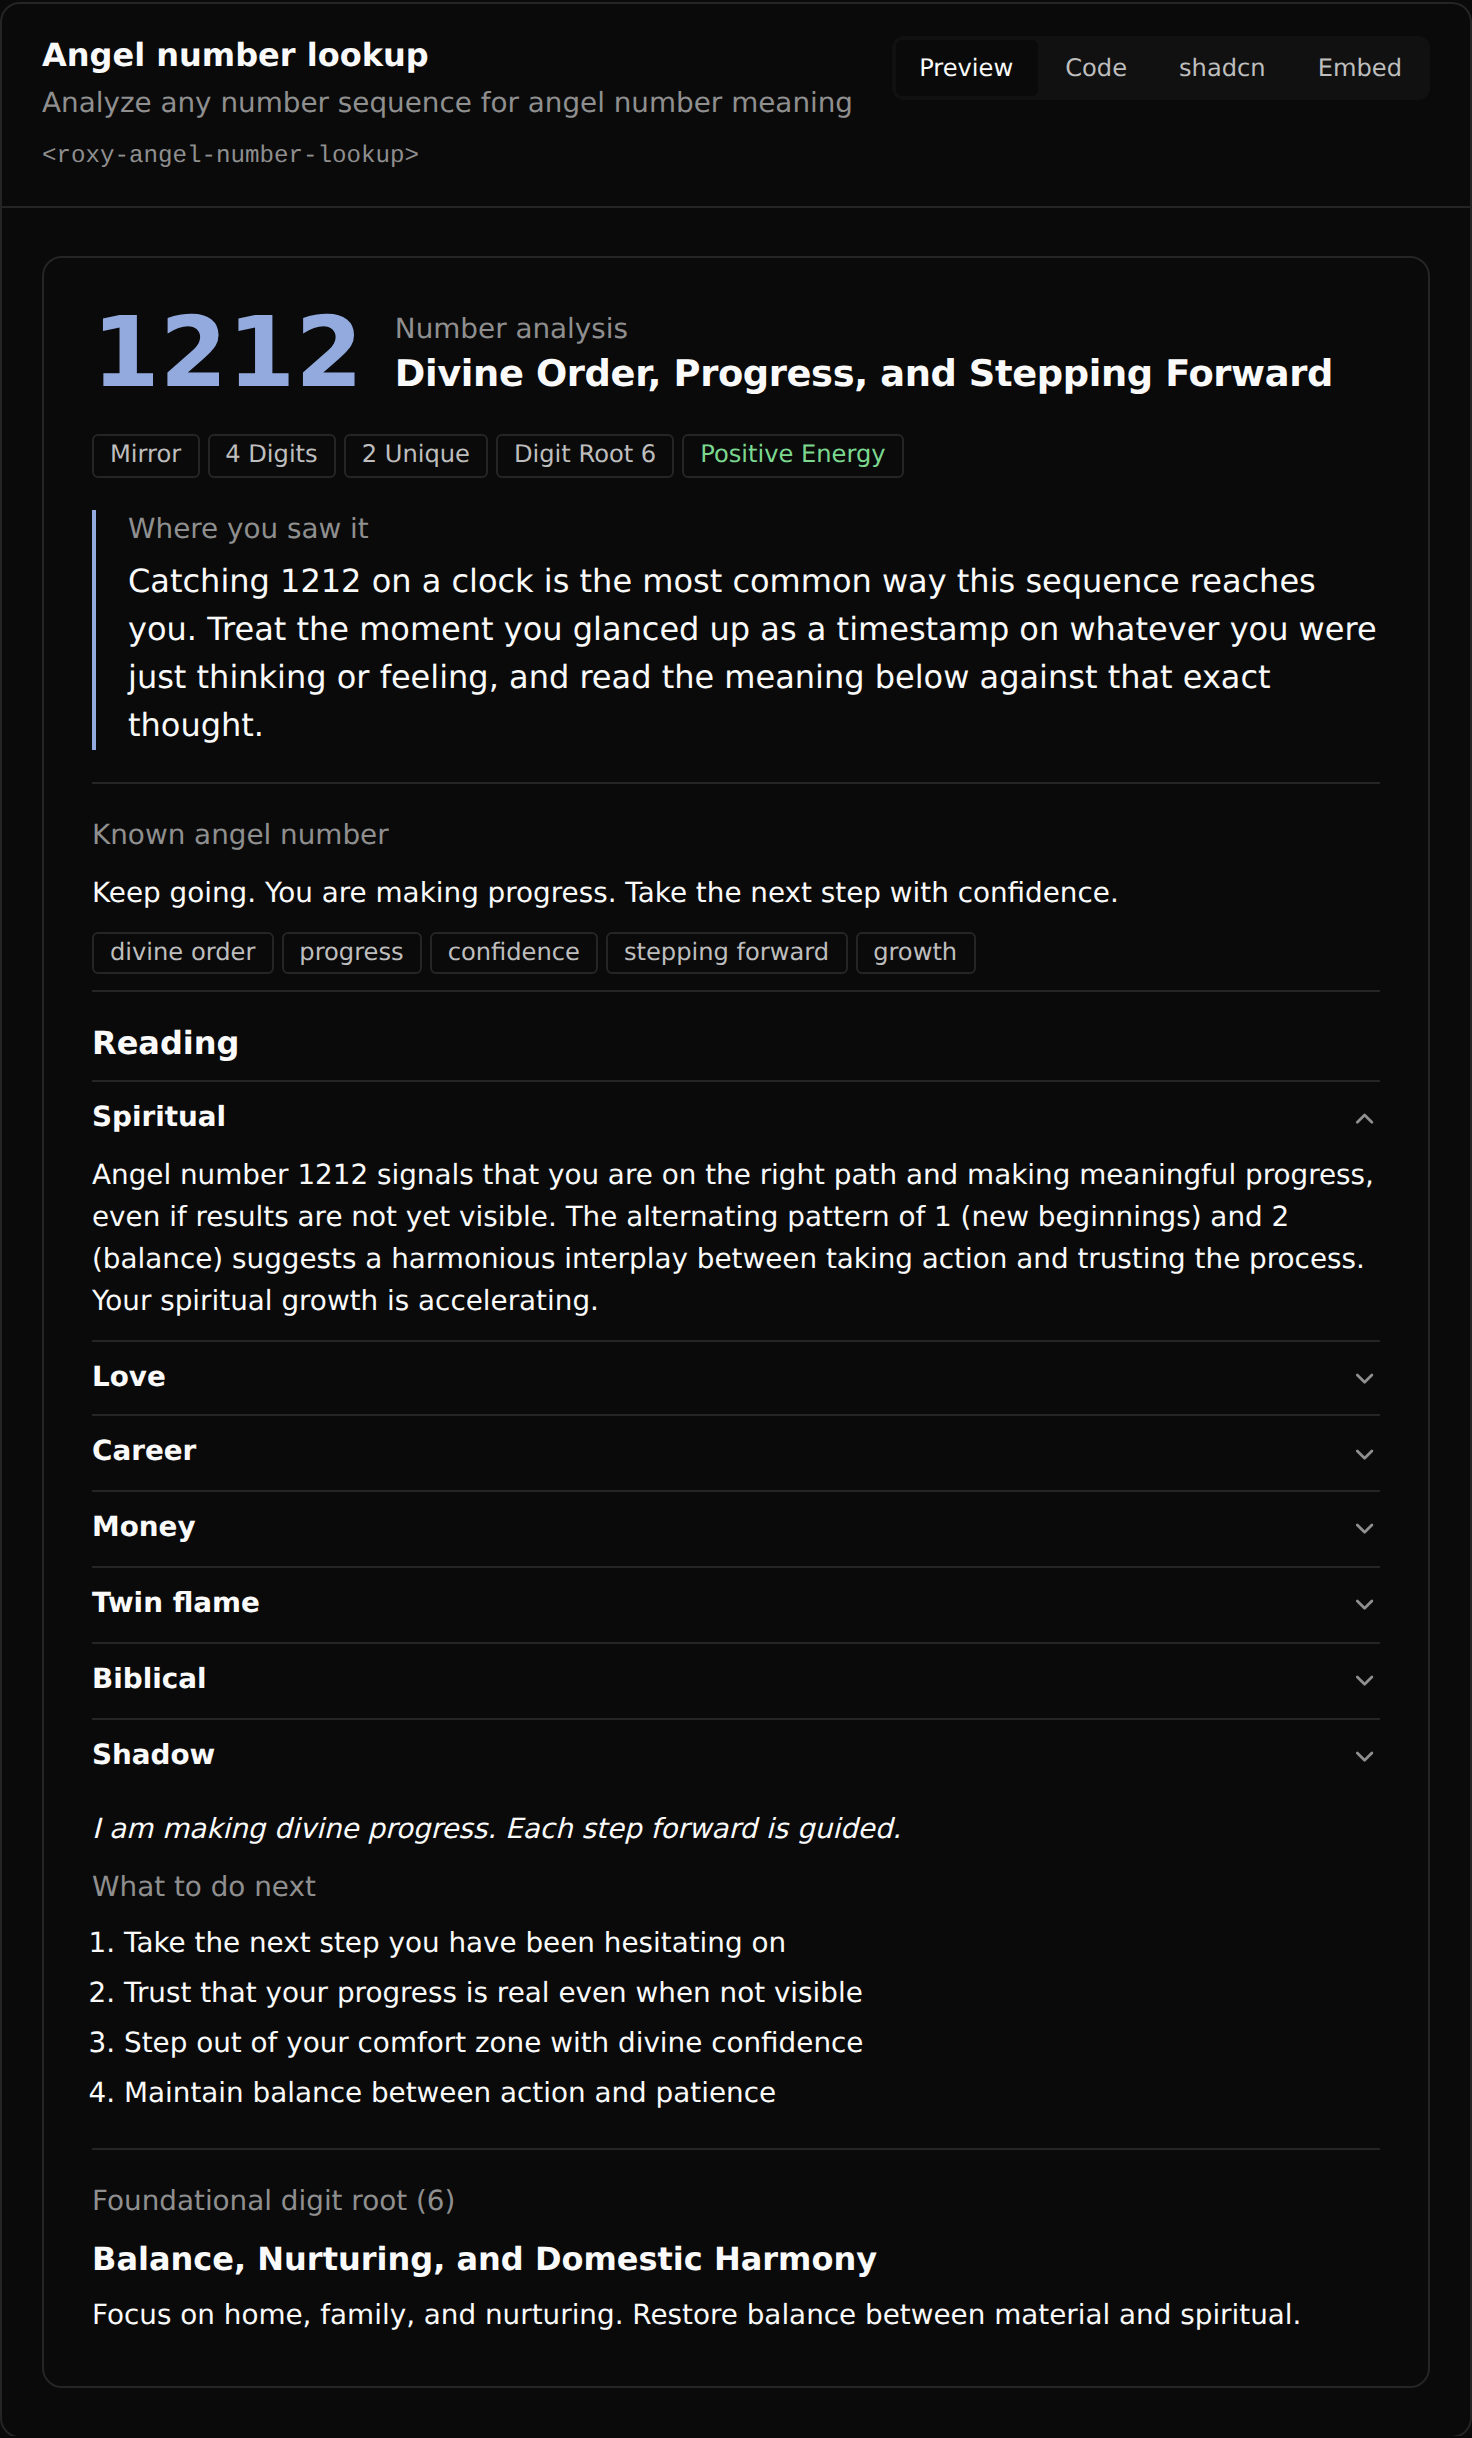 Angel number lookup
Analyze any number sequence for angel number meaning
<roxy-angel-number-lookup>
Preview
Code
shadcn
Embed
1212
Number analysis
Divine Order, Progress, and Stepping Forward
Mirror
4 Digits
2 Unique
Digit Root 6
Positive Energy
Where you saw it
Catching 1212 on a clock is the most common way this sequence reaches
you. Treat the moment you glanced up as a timestamp on whatever you were
just thinking or feeling, and read the meaning below against that exact
thought.
Known angel number
Keep going. You are making progress. Take the next step with confidence.
divine order
progress
confidence
stepping forward
growth
Reading
Spiritual
Angel number 1212 signals that you are on the right path and making meaningful progress,
even if results are not yet visible. The alternating pattern of 1 (new beginnings) and 2
(balance) suggests a harmonious interplay between taking action and trusting the process.
Your spiritual growth is accelerating.
Love
Career
Money
Twin flame
Biblical
Shadow
I am making divine progress. Each step forward is guided.
What to do next
1. Take the next step you have been hesitating on
2. Trust that your progress is real even when not visible
3. Step out of your comfort zone with divine confidence
4. Maintain balance between action and patience
Foundational digit root (6)
Balance, Nurturing, and Domestic Harmony
Focus on home, family, and nurturing. Restore balance between material and spiritual.